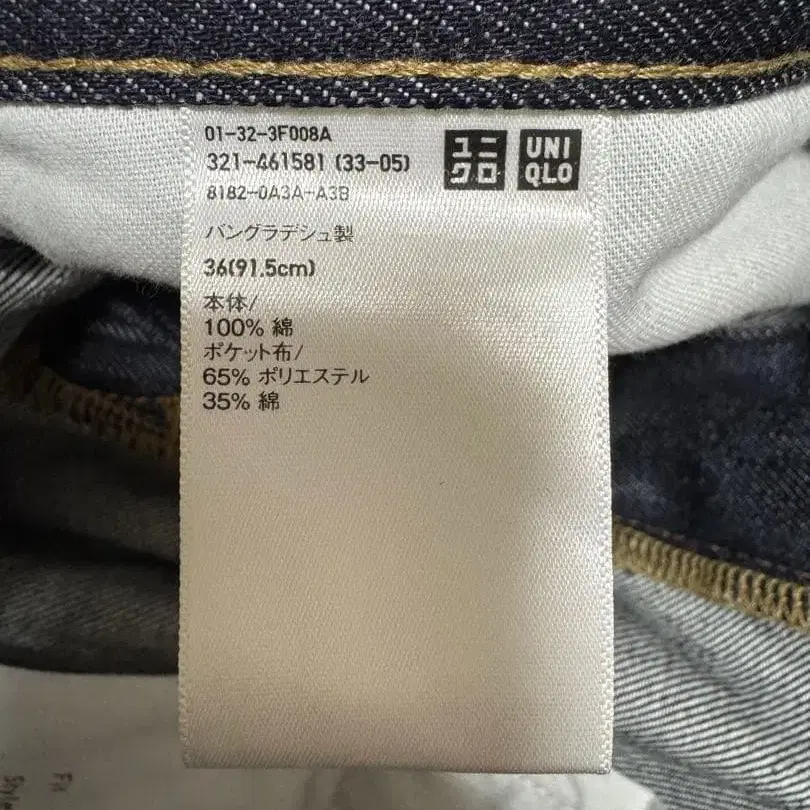 01-32-3F008A
321-461581 (33-05)
8182-0A3A-A3B
ユニ
クロ
UNI
QLO
バングラデシュ製
36(91.5cm)
本体/
100% 綿
ポケット布/
65% ポリエステル
35% 綿
Fit
Style